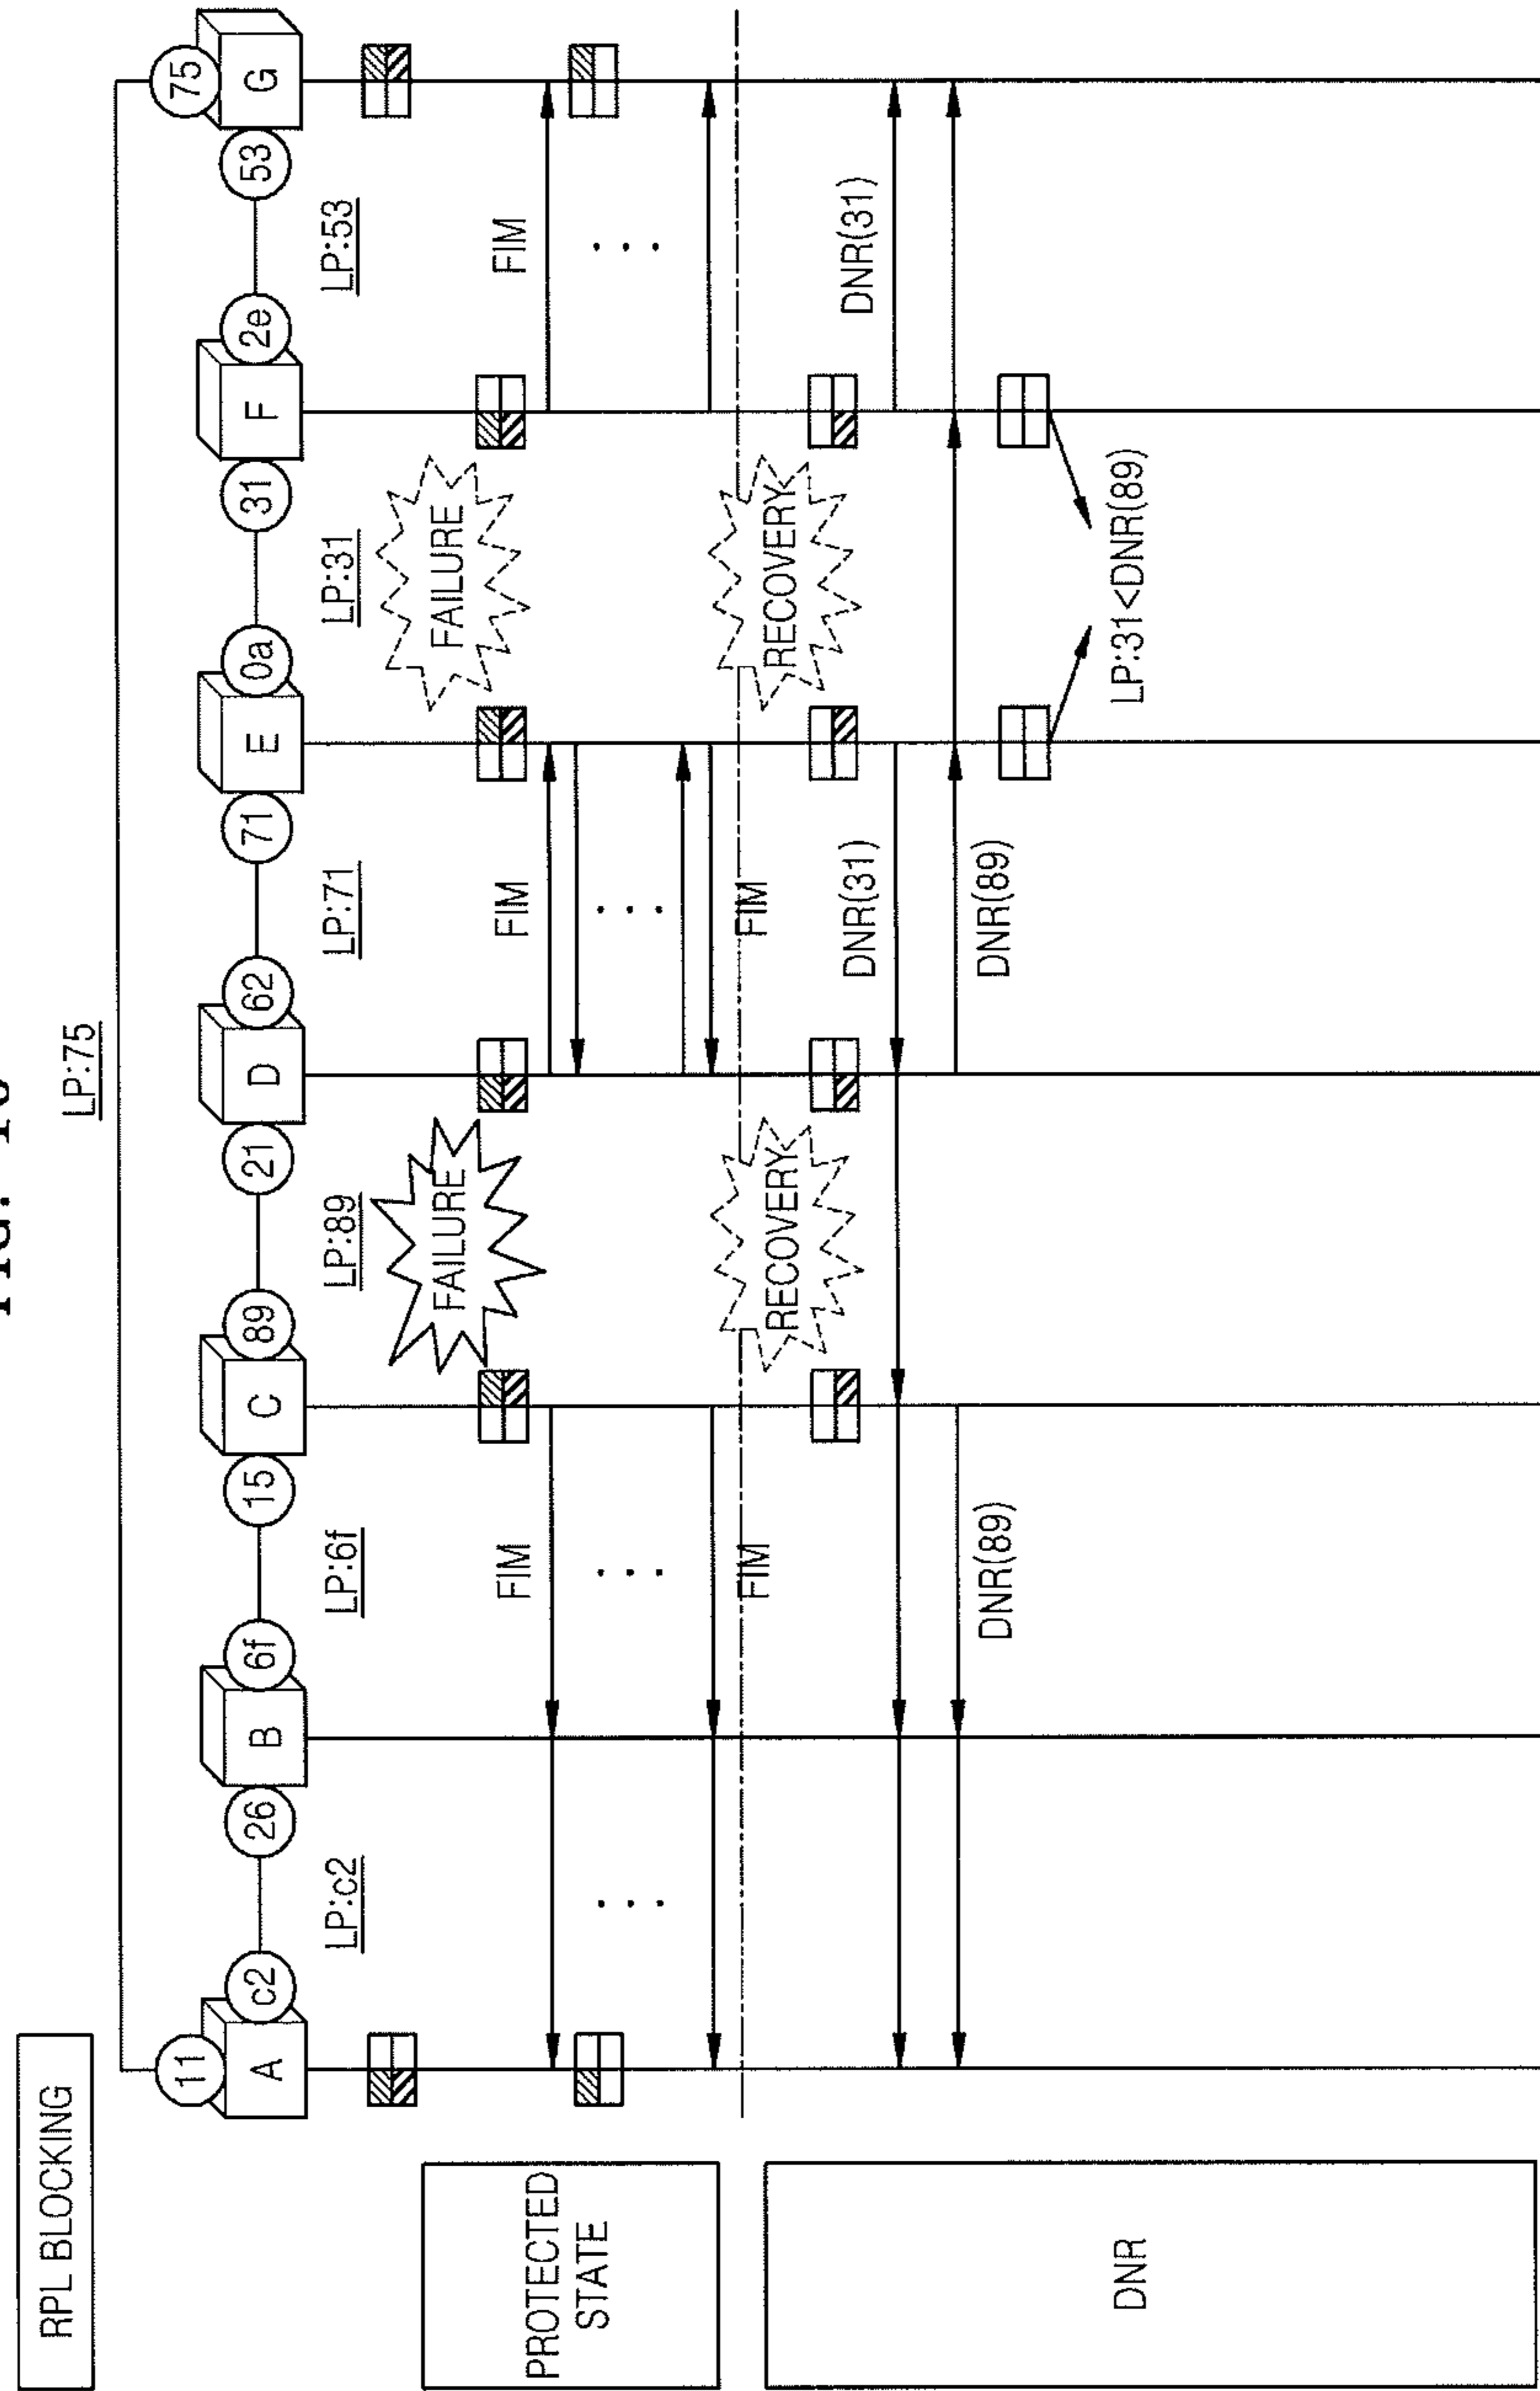 FIG.
RPL BLOCKING
LP:75
11
75
A
c2
26
B
6f
15
C
89
21
D
62
71
E
0a
31
F
2e
53
G
LP:c2
LP:6f
LP:89
LP:71
LP:31
LP:53
PROTECTED
STATE
FAILURE
FAILURE
FIM
FIM
FIM
. . .
. . .
. . .
. . .
FIM
FIM
RECOVERY
RECOVERY
DNR
DNR(31)
DNR(31)
DNR(89)
DNR(89)
LP:31<DNR(89)